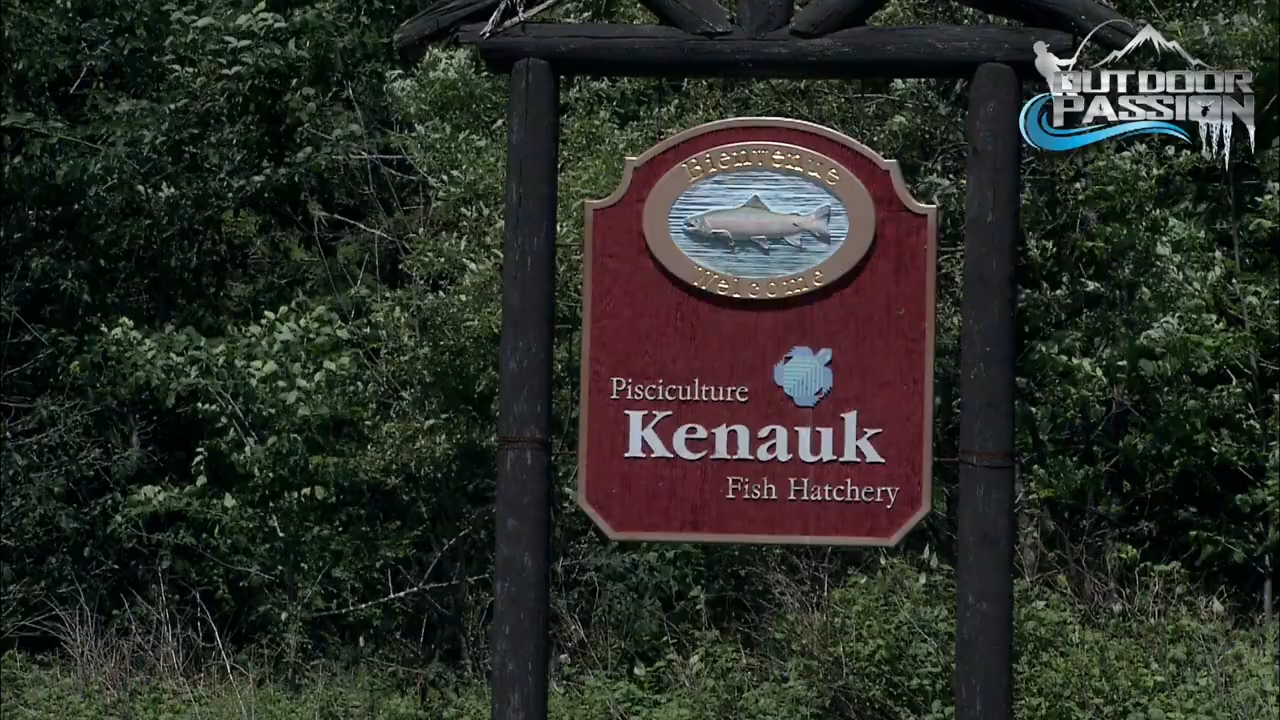 OUTDOOR
PASSION
Bienvenue
Welcome
Pisciculture
Kenauk
Fish Hatchery